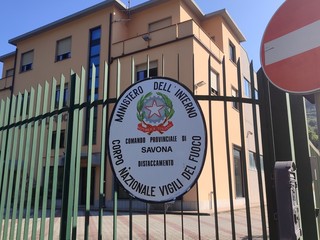 MINISTERO DELL'INTERNO
COMANDO PROVINCIALE DI
SAVONA
DISTACCAMENTO
CORPO NAZIONALE VIGILI DEL FUOCO